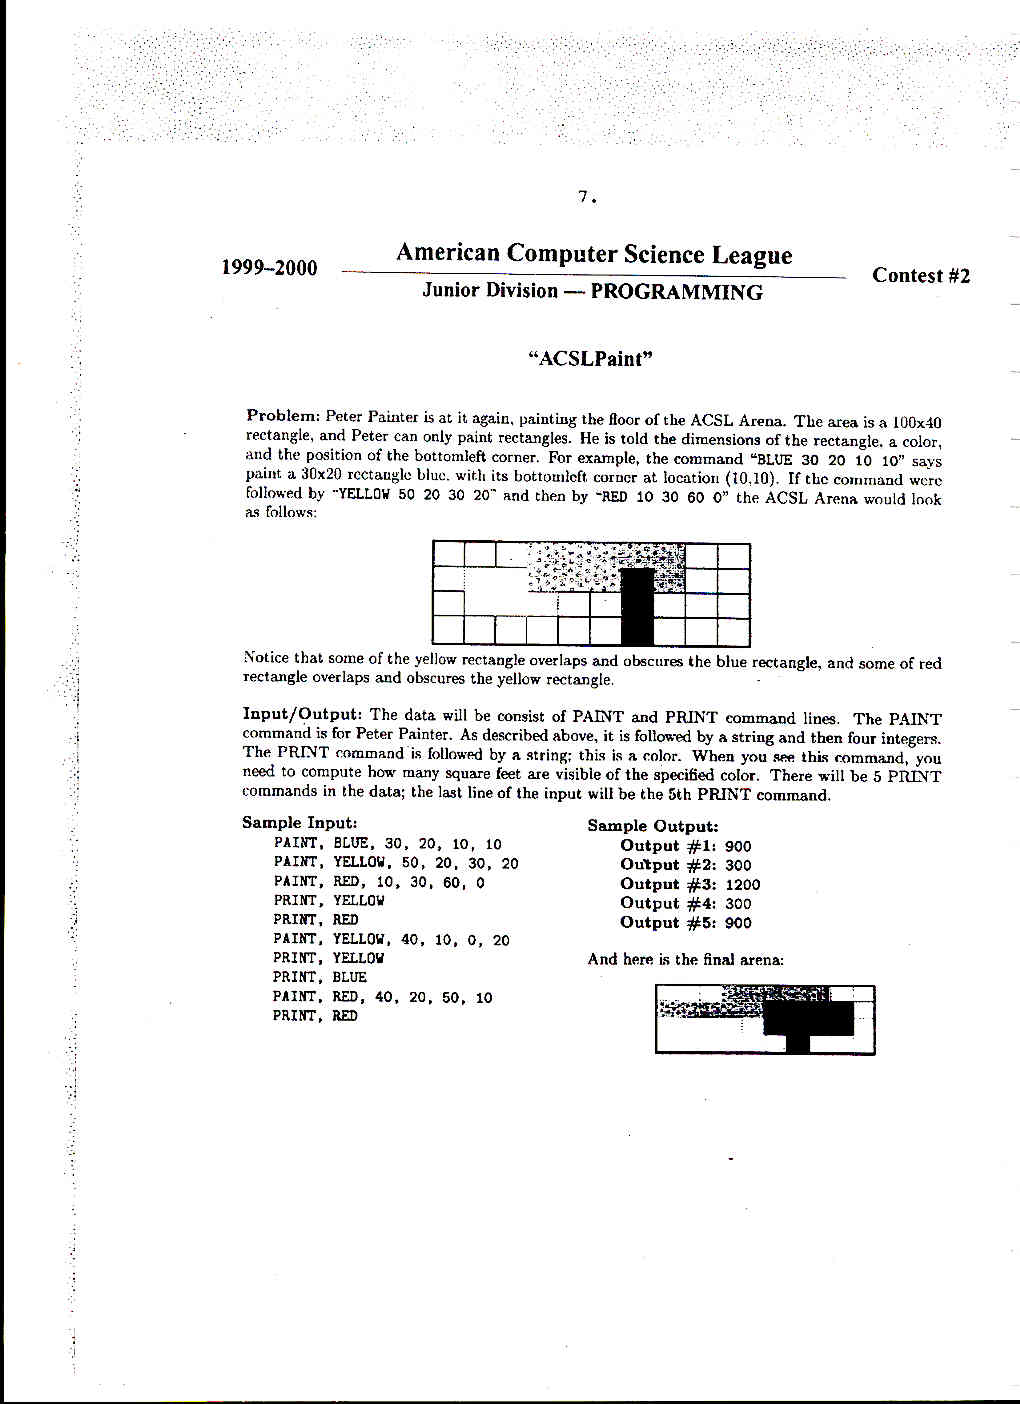 7.
American Computer Science League
1999–2000
Contest #2
Junior Division — PROGRAMMING
“ACSLPaint”
Problem: Peter Painter is at it again, painting the floor of the ACSL Arena. The area is a 100x40
rectangle, and Peter can only paint rectangles. He is told the dimensions of the rectangle, a color,
and the position of the bottomleft corner. For example, the command “BLUE 30 20 10 10” says
paint a 30x20 rectangle blue, with its bottomleft corner at location (10,10). If the command were
followed by “YELLOW 50 20 30 20” and then by “RED 10 30 60 0” the ACSL Arena would look
as follows:
Notice that some of the yellow rectangle overlaps and obscures the blue rectangle, and some of red
rectangle overlaps and obscures the yellow rectangle.
Input/Output: The data will be consist of PAINT and PRINT command lines. The PAINT
command is for Peter Painter. As described above, it is followed by a string and then four integers.
The PRINT command is followed by a string; this is a color. When you see this command, you
need to compute how many square feet are visible of the specified color. There will be 5 PRINT
commands in the data; the last line of the input will be the 5th PRINT command.
Sample Input:
PAINT, BLUE, 30, 20, 10, 10
PAINT, YELLOW, 50, 20, 30, 20
PAINT, RED, 10, 30, 60, 0
PRINT, YELLOW
PRINT, RED
PAINT, YELLOW, 40, 10, 0, 20
PRINT, YELLOW
PRINT, BLUE
PAINT, RED, 40, 20, 50, 10
PRINT, RED
Sample Output:
Output #1: 900
Output #2: 300
Output #3: 1200
Output #4: 300
Output #5: 900
And here is the final arena: